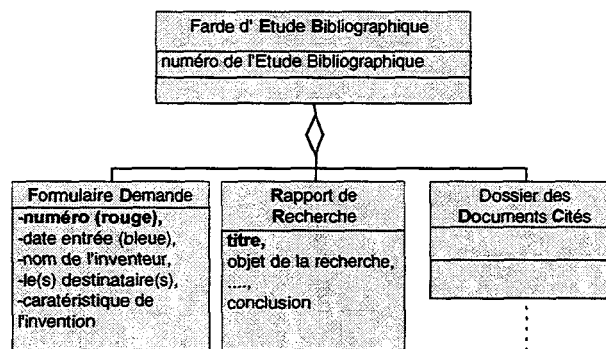 Farde d' Etude Bibliographique
numéro de l'Etude Bibliographique
Formulaire Demande
-numéro (rouge),
-date entrée (bleue),
-nom de l'inventeur,
-le(s) destinataire(s),
-caratéristique de
l'invention
Rapport de
Recherche
titre,
objet de la recherche,
....,
conclusion
Dossier des
Documents Cités